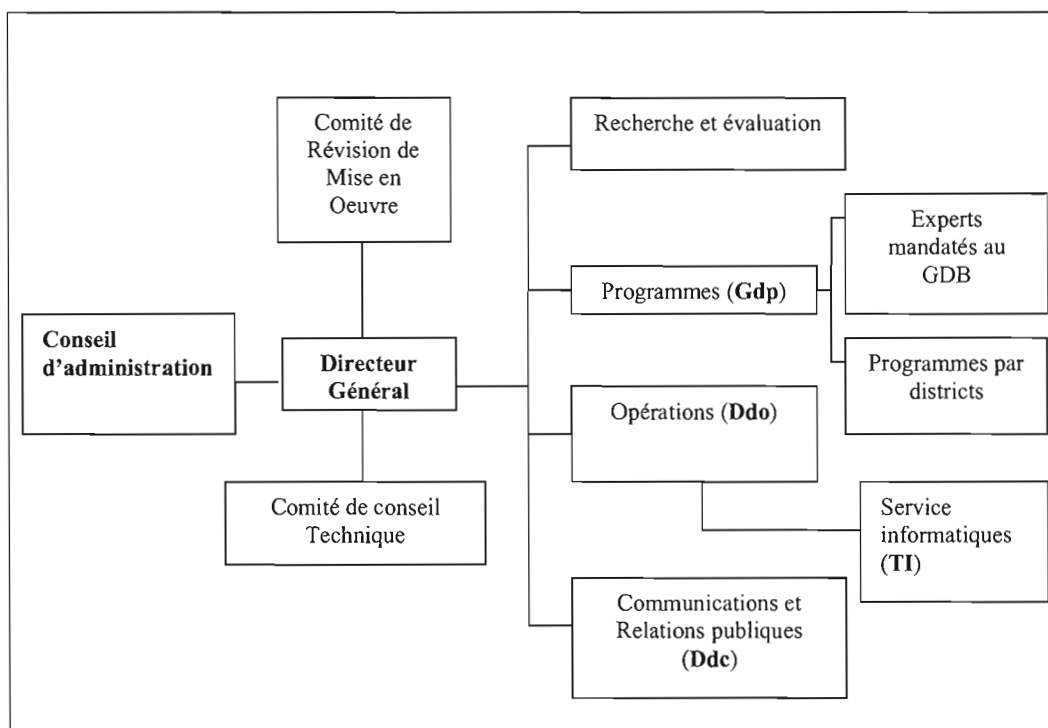 Comité de
Révision de
Mise en
Oeuvre
Recherche et évaluation
Experts
mandatés au
GDB
Programmes (Gdp)
Conseil
d'administration
Directeur
Général
Programmes par
districts
Opérations (Ddo)
Comité de conseil
Technique
Service
informatiques
(TI)
Communications et
Relations publiques
(Ddc)